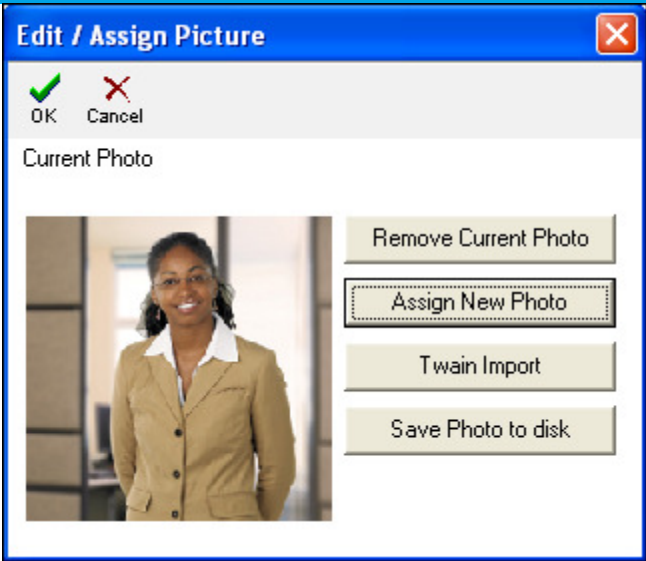 Edit / Assign Picture
OK Cancel
Current Photo
Remove Current Photo
Assign New Photo
Twain Import
Save Photo to disk